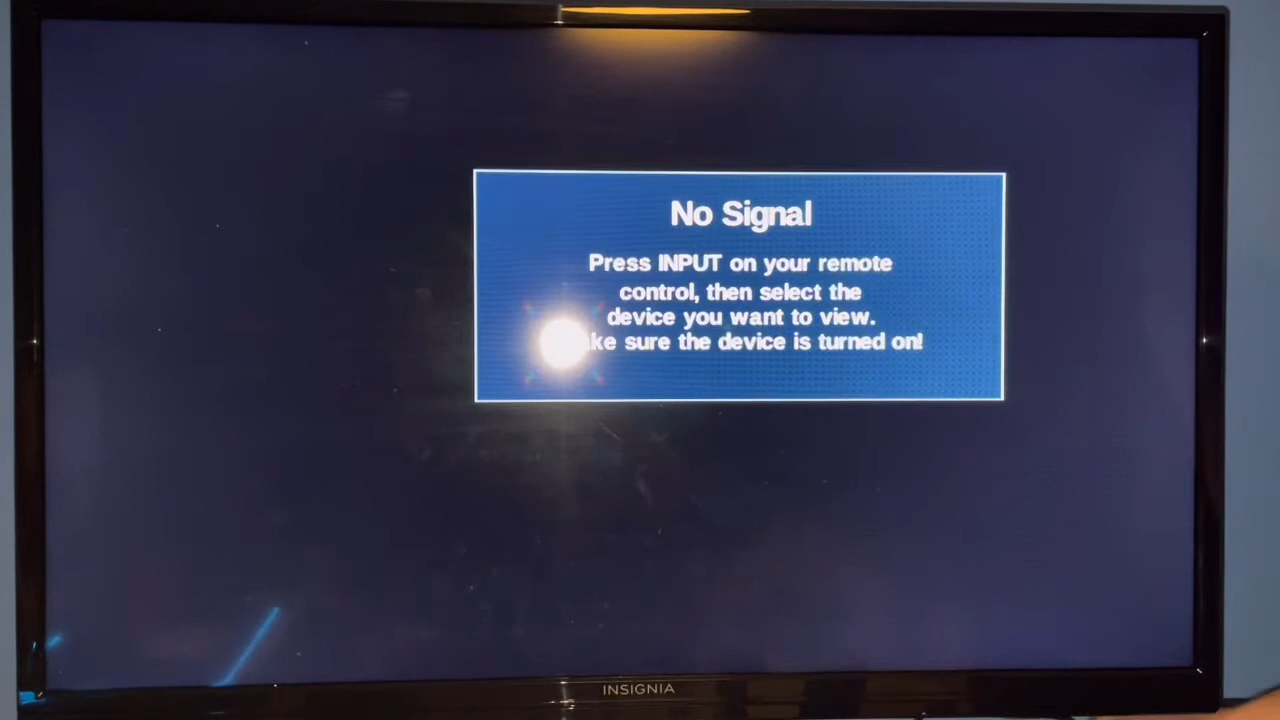 No Signal
Press INPUT on your remote
control, then select the
device you want to view.
sure the device is turned on!
INSIGNIA